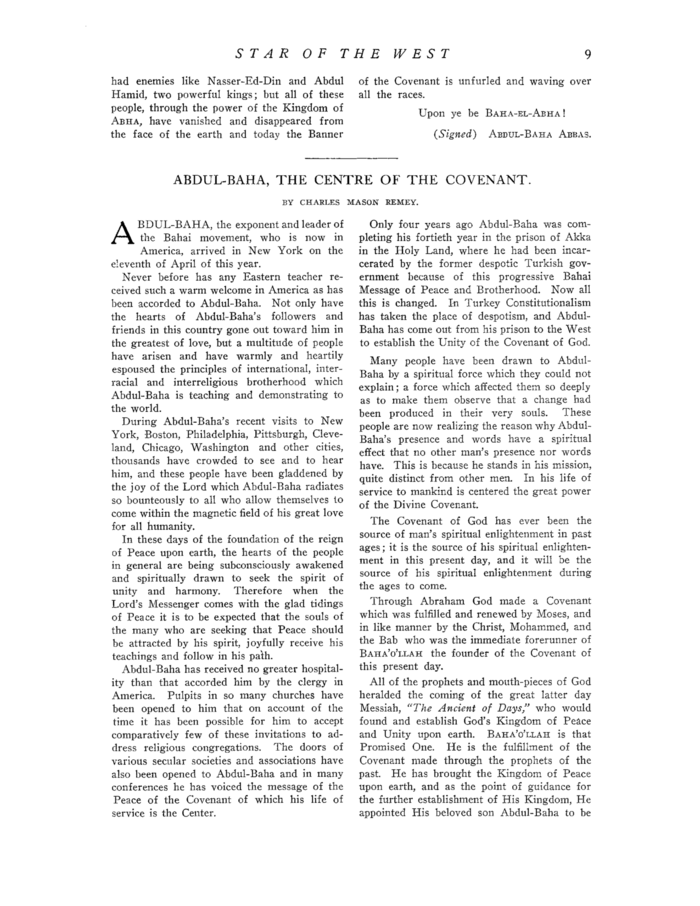 STAR OF THE WEST 9
had enemies like Nasser-Ed-Din and Abdul
Hamid, two powerful kings; but all of these
people, through the power of the Kingdom of
ABHA, have vanished and disappeared from
the face of the earth and today the Banner
of the Covenant is unfurled and waving over
all the races.
Upon ye be BAHA-EL-ABHA!
(Signed) ABDUL-BAHA ABBAS.
ABDUL-BAHA, THE CENTRE OF THE COVENANT.
BY CHARLES MASON REMEY.
ABDUL-BAHA, the exponent and leader of
the Bahai movement, who is now in
America, arrived in New York on the
eleventh of April of this year.
Never before has any Eastern teacher re-
ceived such a warm welcome in America as has
been accorded to Abdul-Baha. Not only have
the hearts of Abdul-Baha's followers and
friends in this country gone out toward him in
the greatest of love, but a multitude of people
have arisen and have warmly and heartily
espoused the principles of international, inter-
racial and interreligious brotherhood which
Abdul-Baha is teaching and demonstrating to
the world.
During Abdul-Baha's recent visits to New
York, Boston, Philadelphia, Pittsburgh, Cleve-
land, Chicago, Washington and other cities,
thousands have crowded to see and to hear
him, and these people have been gladdened by
the joy of the Lord which Abdul-Baha radiates
so bounteously to all who allow themselves to
come within the magnetic field of his great love
for all humanity.
In these days of the foundation of the reign
of Peace upon earth, the hearts of the people
in general are being subconsciously awakened
and spiritually drawn to seek the spirit of
unity and harmony. Therefore when the
Lord's Messenger comes with the glad tidings
of Peace it is to be expected that the souls of
the many who are seeking that Peace should
be attracted by his spirit, joyfully receive his
teachings and follow in his path.
Abdul-Baha has received no greater hospital-
ity than that accorded him by the clergy in
America. Pulpits in so many churches have
been opened to him that on account of the
time it has been possible for him to accept
comparatively few of these invitations to ad-
dress religious congregations. The doors of
various secular societies and associations have
also been opened to Abdul-Baha and in many
conferences he has voiced the message of the
Peace of the Covenant of which his life of
service is the Center.
Only four years ago Abdul-Baha was com-
pleting his fortieth year in the prison of Akka
in the Holy Land, where he had been incar-
cerated by the former despotic Turkish gov-
ernment because of this progressive Bahai
Message of Peace and Brotherhood. Now all
this is changed. In Turkey Constitutionalism
has taken the place of despotism, and Abdul-
Baha has come out from his prison to the West
to establish the Unity of the Covenant of God.
Many people have been drawn to Abdul-
Baha by a spiritual force which they could not
explain; a force which affected them so deeply
as to make them observe that a change had
been produced in their very souls. These
people are now realizing the reason why Abdul-
Baha's presence and words have a spiritual
effect that no other man's presence nor words
have. This is because he stands in his mission,
quite distinct from other men. In his life of
service to mankind is centered the great power
of the Divine Covenant.
The Covenant of God has ever been the
source of man's spiritual enlightenment in past
ages; it is the source of his spiritual enlighten-
ment in this present day, and it will be the
source of his spiritual enlightenment during
the ages to come.
Through Abraham God made a Covenant
which was fulfilled and renewed by Moses, and
in like manner by the Christ, Mohammed, and
the Bab who was the immediate forerunner of
BAHA'O'LLAH the founder of the Covenant of
this present day.
All of the prophets and mouth-pieces of God
heralded the coming of the great latter day
Messiah, "The Ancient of Days," who would
found and establish God's Kingdom of Peace
and Unity upon earth. BAHA'O'LLAH is that
Promised One. He is the fulfillment of the
Covenant made through the prophets of the
past. He has brought the Kingdom of Peace
upon earth, and as the point of guidance for
the further establishment of His Kingdom, He
appointed His beloved son Abdul-Baha to be